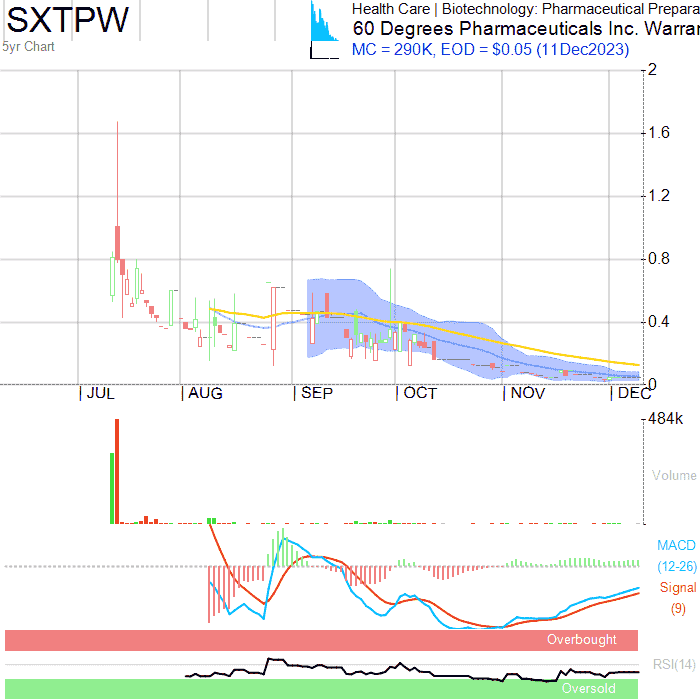 SXTPW
5yr Chart
Health Care | Biotechnology: Pharmaceutical Prepara
60 Degrees Pharmaceuticals Inc. Warran
MC = 290K, EOD = $0.05 (11Dec2023)
2
1.6
1.2
0.8
0.4
0
JUL AUG SEP OCT NOV DEC
484k
Volume
MACD
(12-26)
Signal
(9)
Overbought
RSI(14)
Oversold